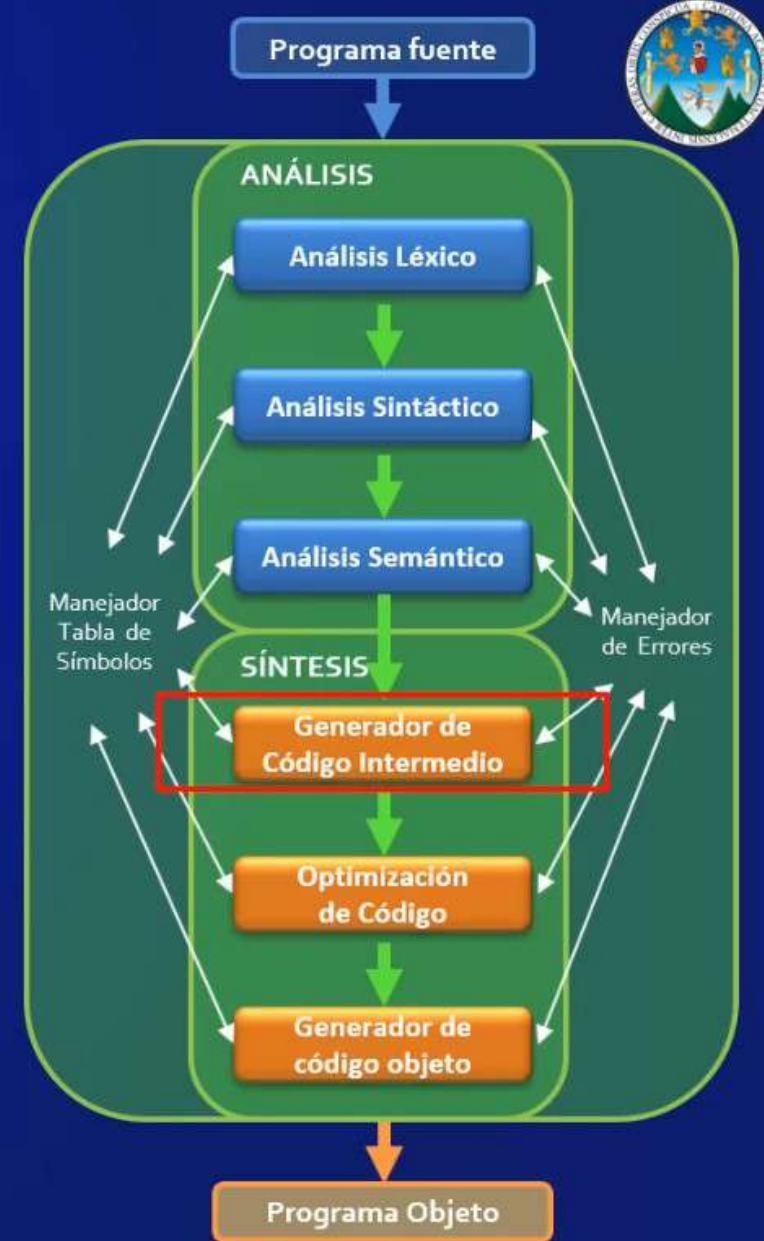 Programa fuente
ANÁLISIS
Análisis Léxico
Análisis Sintáctico
Análisis Semántico
Manejador
Tabla de
Símbolos
Manejador
de Errores
SÍNTESIS
Generador de
Código Intermedio
Optimización
de Código
Generador de
código objeto
Programa Objeto